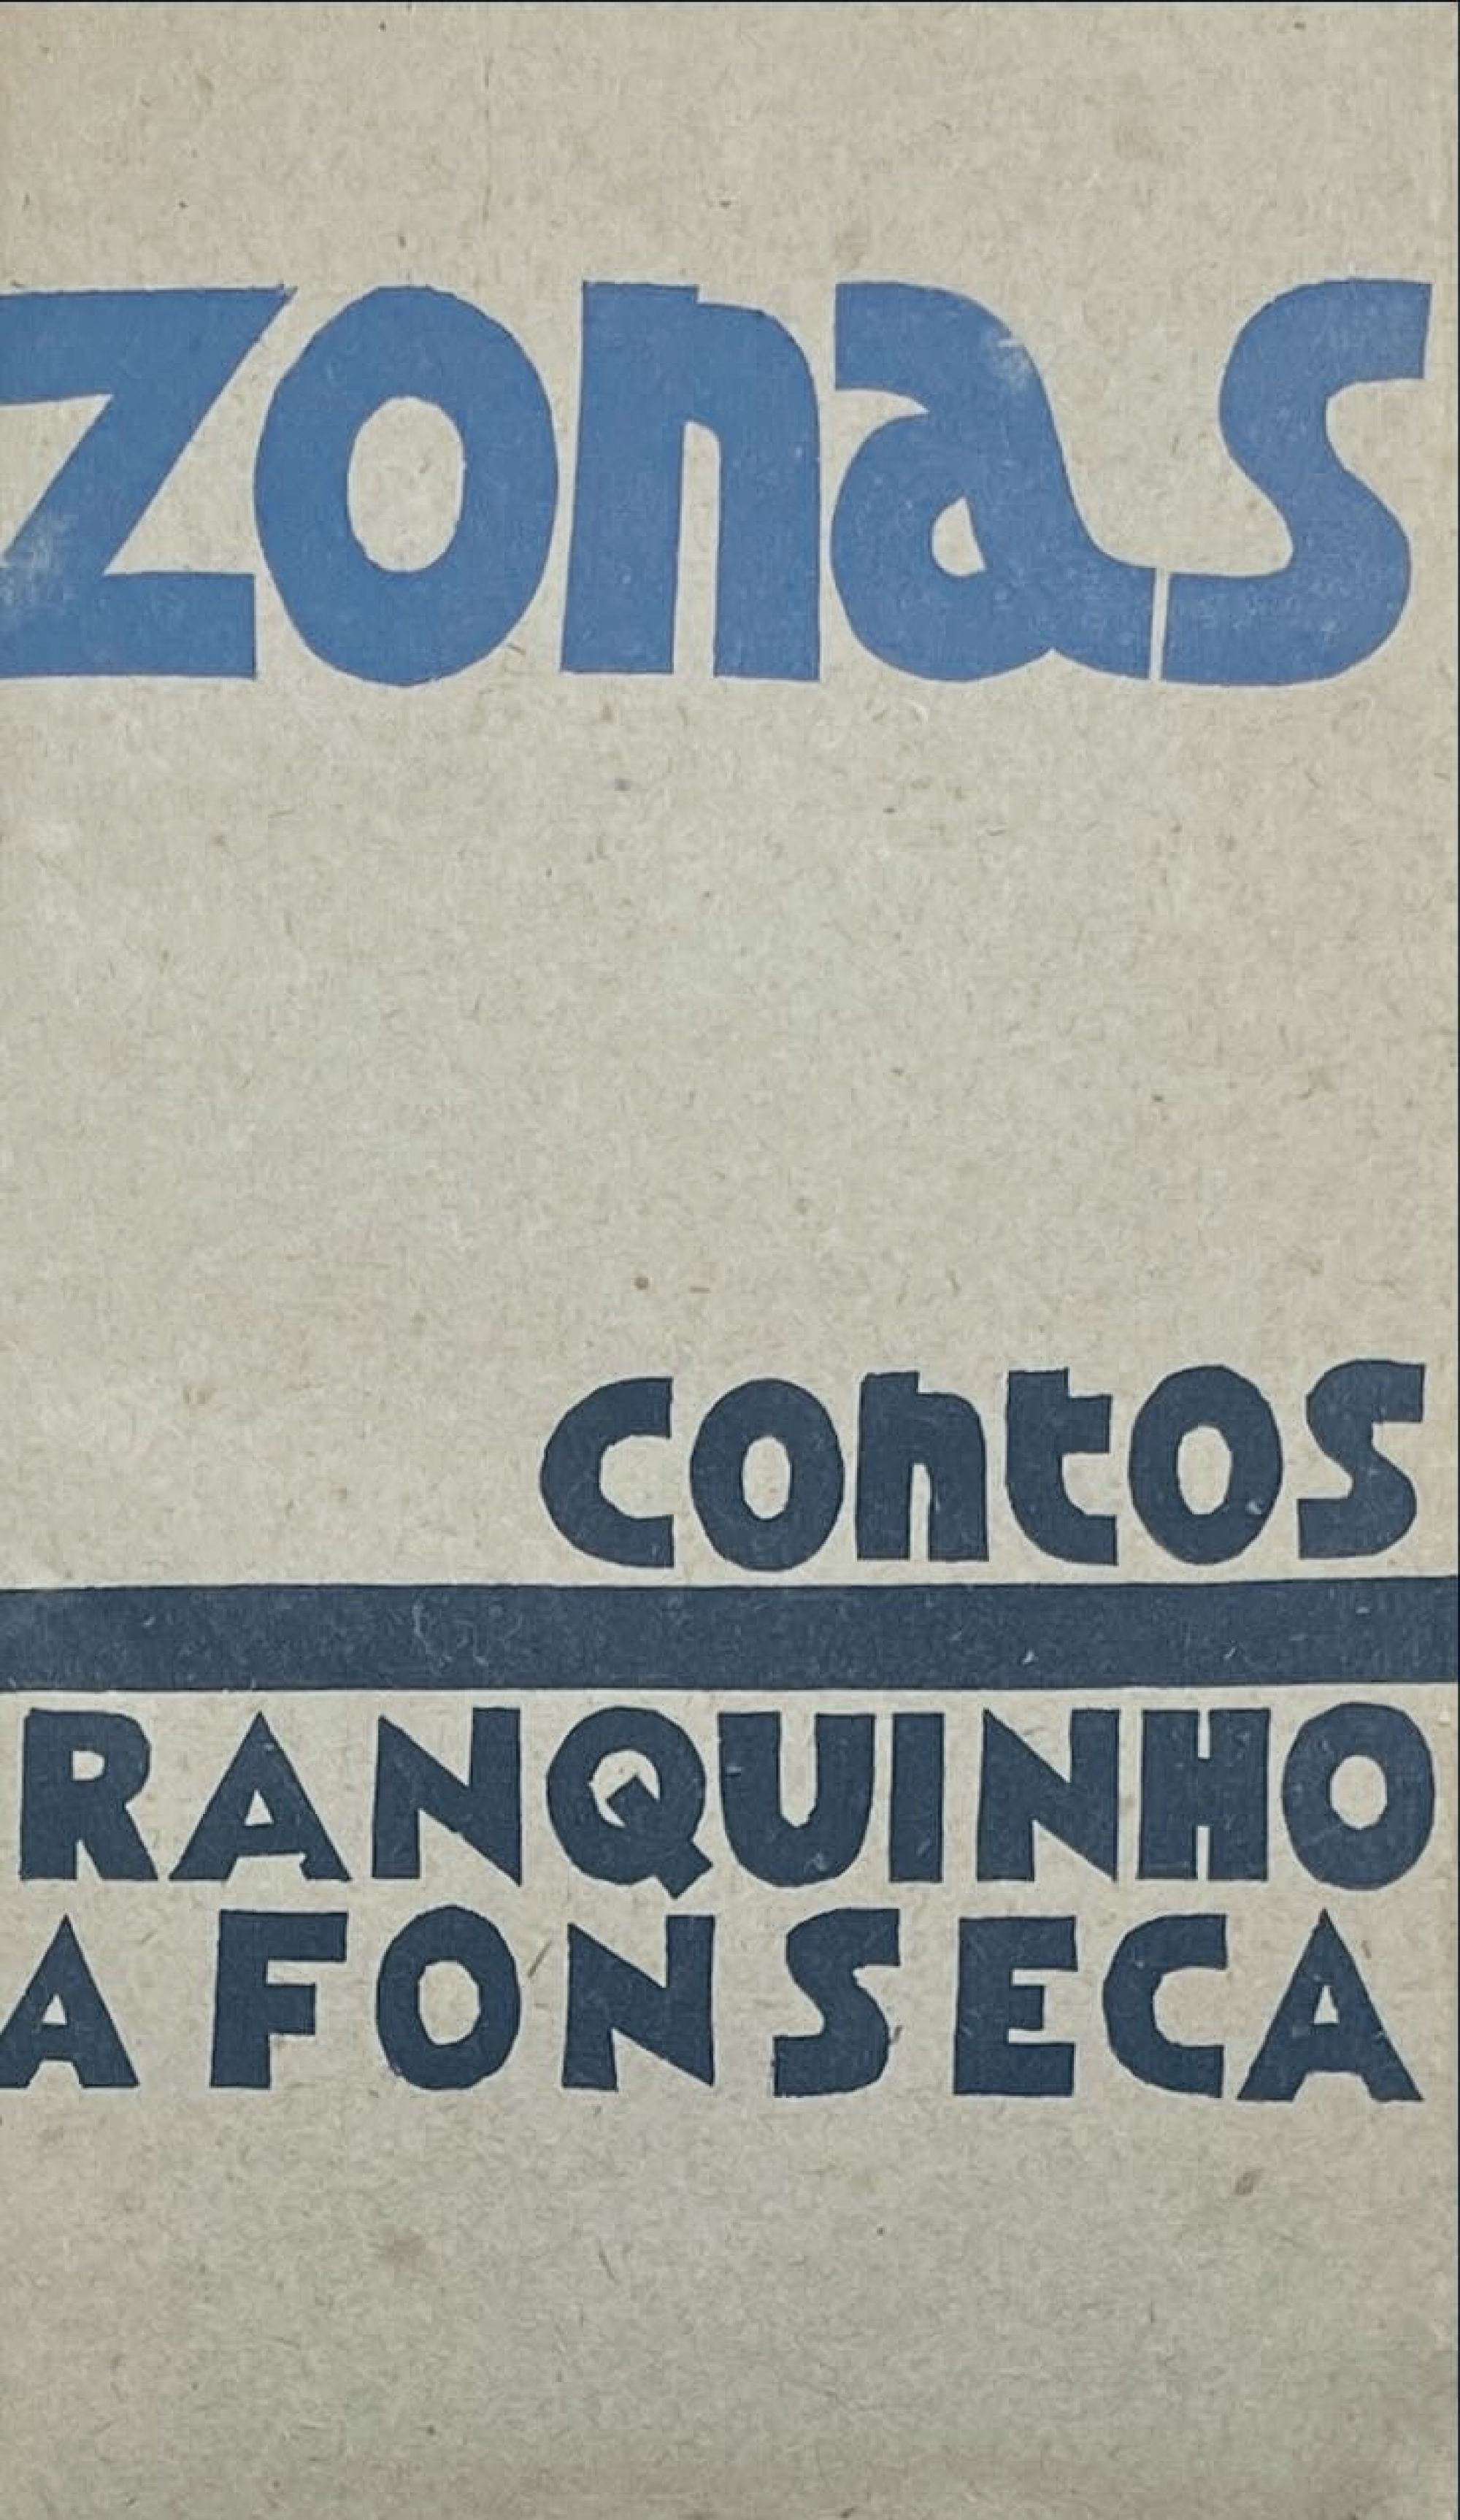 zonas
contos
RANQUINHO
A FONSECA